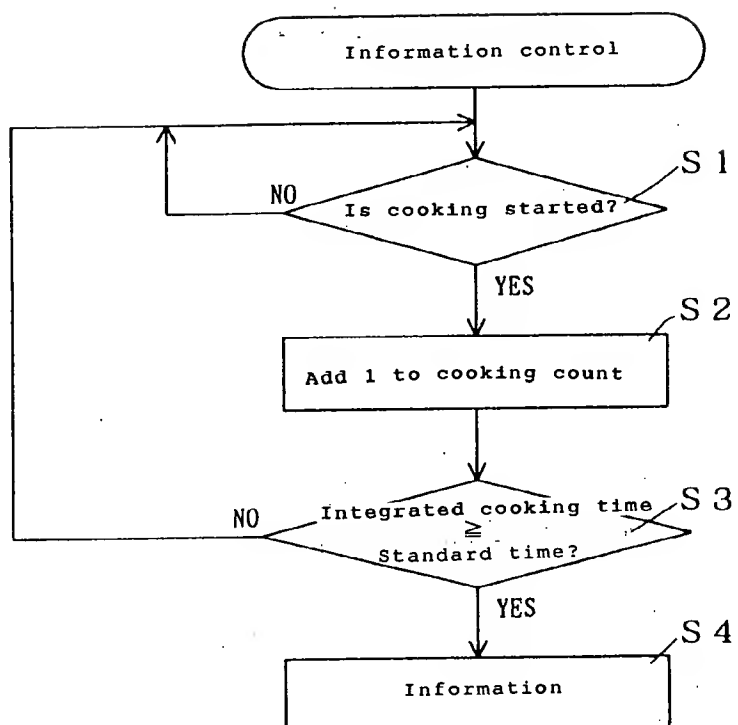 Information control
S 1
NO
Is cooking started?
YES
S 2
Add 1 to cooking count
NO
Integrated cooking time
≧
Standard time?
S 3
YES
S 4
Information